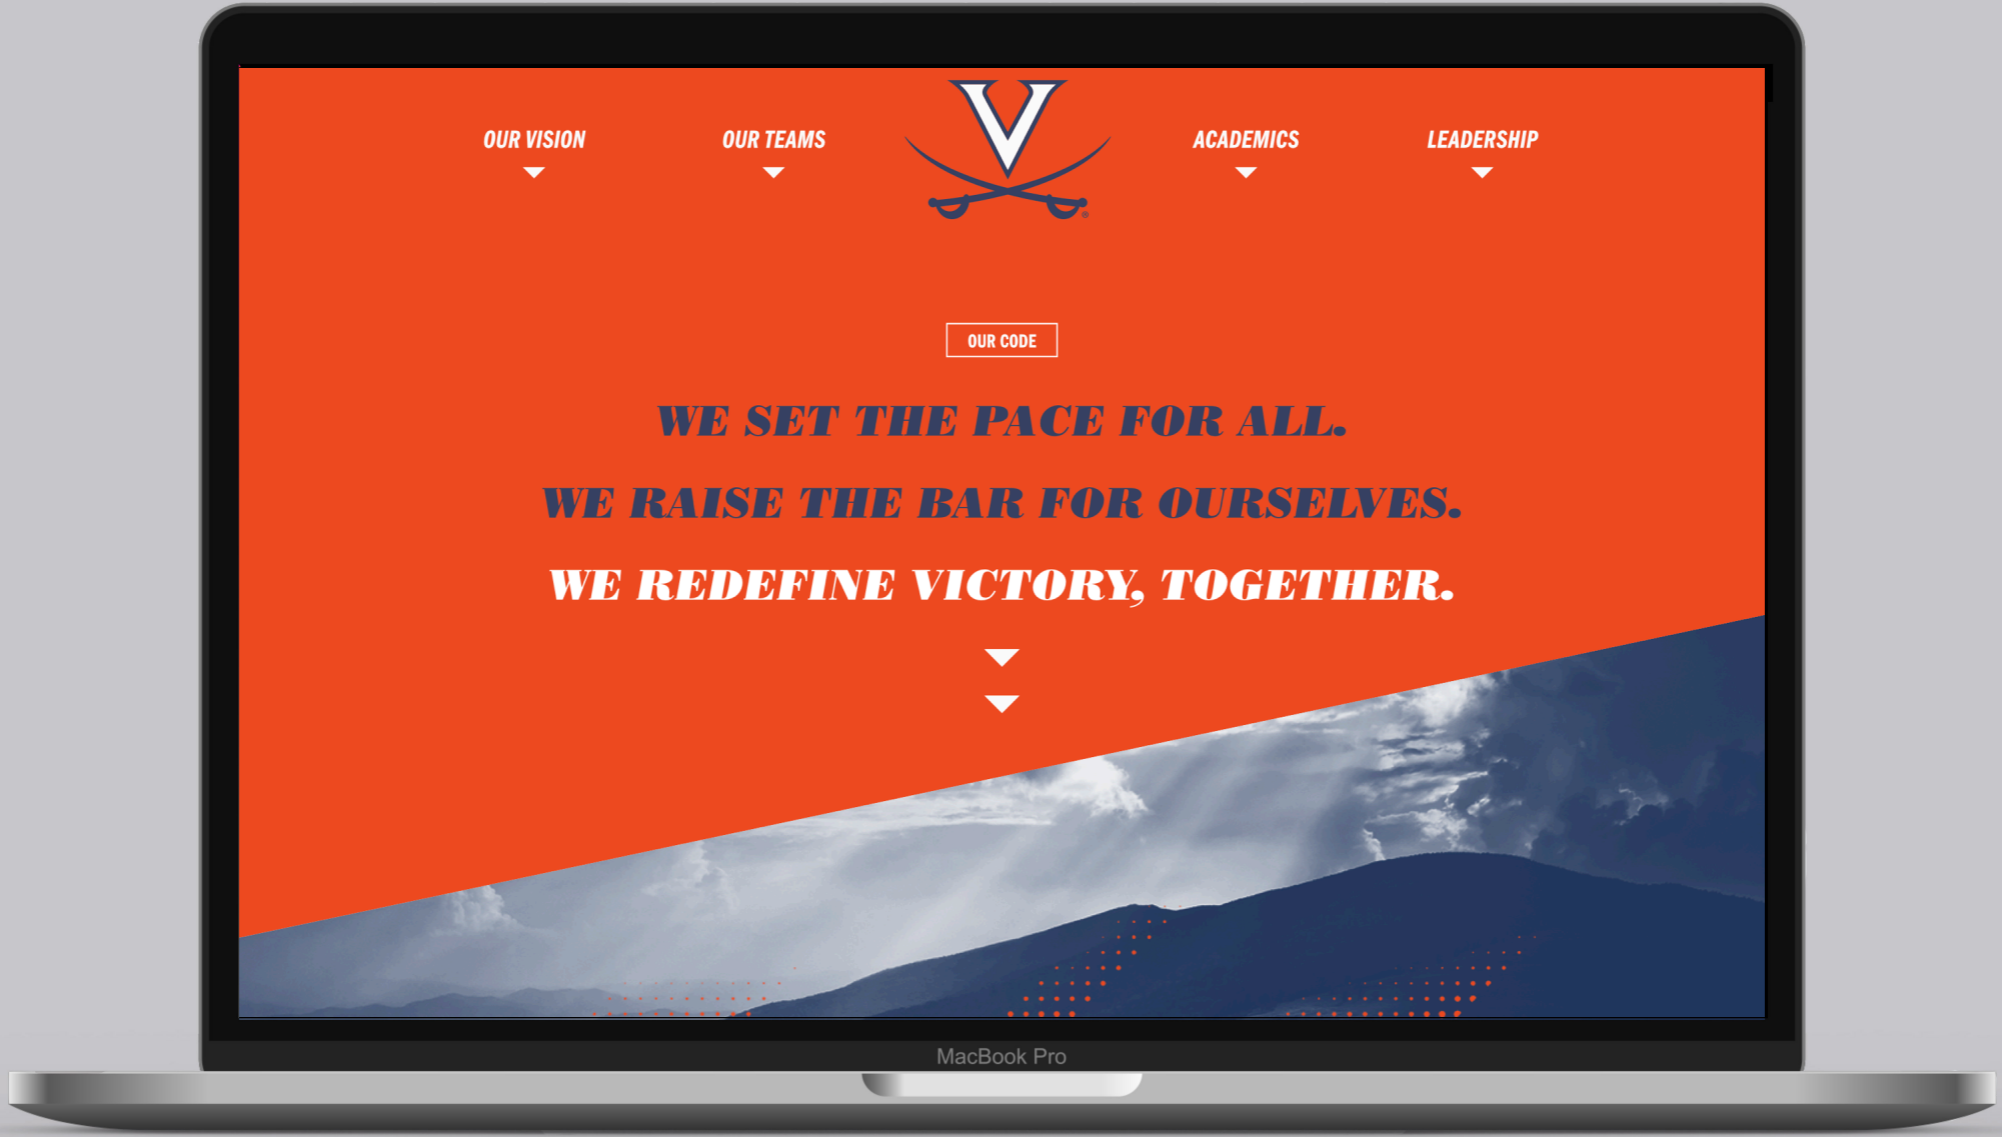 OUR VISION
OUR TEAMS
V
ACADEMICS
LEADERSHIP
®
OUR CODE
WE SET THE PACE FOR ALL.
WE RAISE THE BAR FOR OURSELVES.
WE REDEFINE VICTORY, TOGETHER.
MacBook Pro